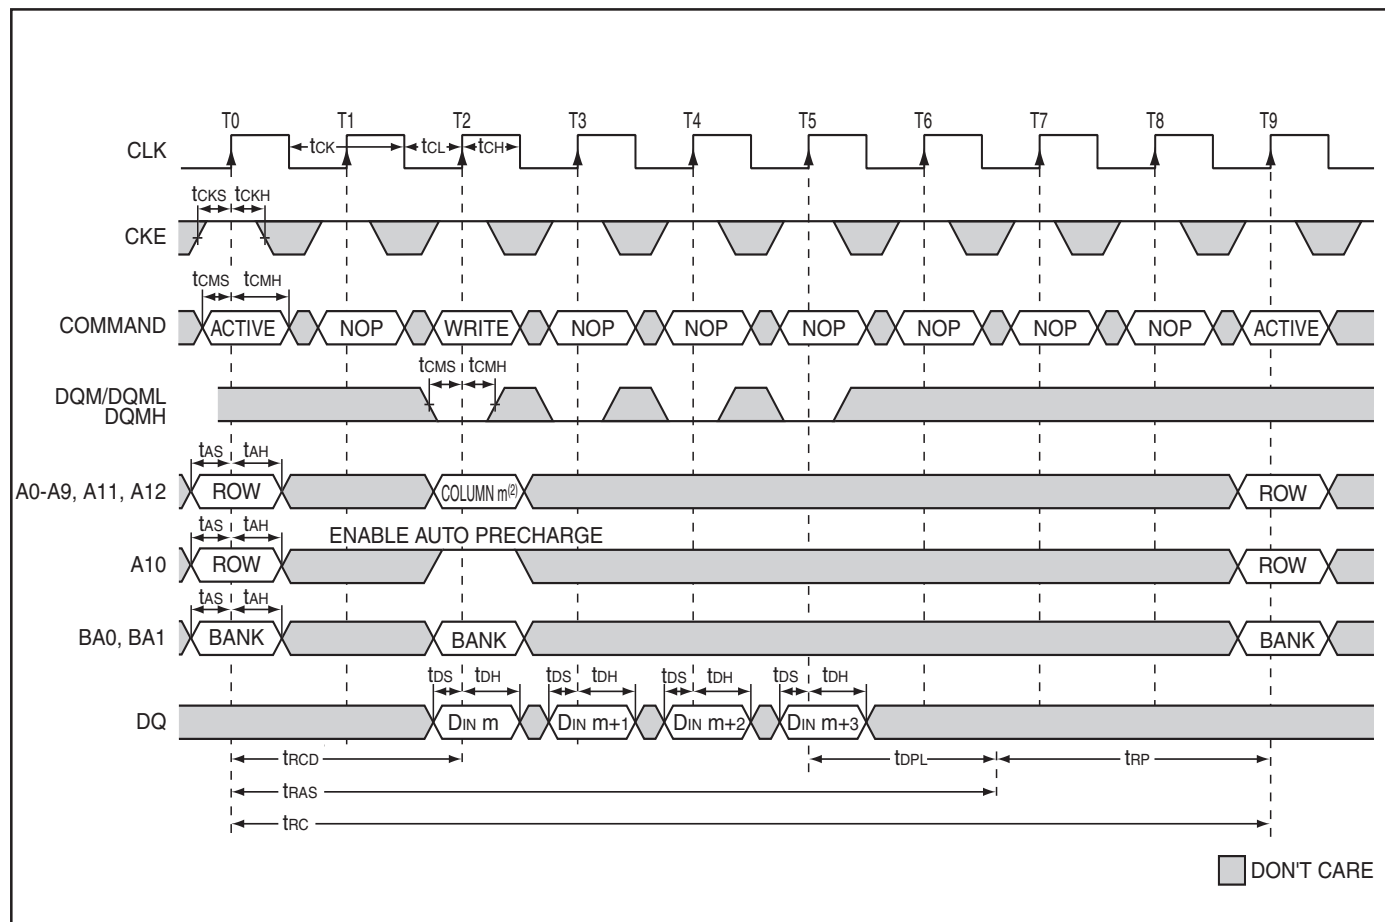 T0 T1 T2 T3 T4 T5 T6 T7 T8 T9
CLK tCK tCL tCH
tCKS tCKH
CKE
tCMS tCMH
COMMAND ACTIVE NOP WRITE NOP NOP NOP NOP NOP NOP ACTIVE
tCMS tCMH
DQM/DQML
DQMH
tAS tAH
A0-A9, A11, A12 ROW COLUMN m(2) ROW
tAS tAH ENABLE AUTO PRECHARGE
A10 ROW ROW
tAS tAH
BA0, BA1 BANK BANK BANK
tDS tDH tDS tDH tDS tDH tDS tDH
DQ DIN m DIN m+1 DIN m+2 DIN m+3
tRCD tDPL tRP
tRAS
tRC
DON'T CARE